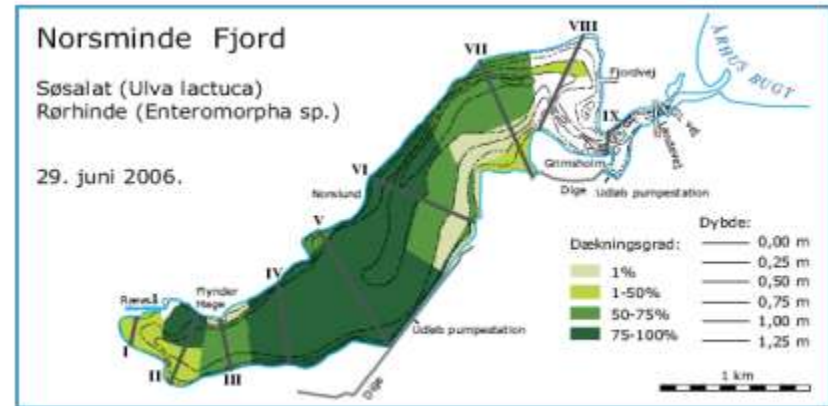 Norsminde Fjord
Søsalat (Ulva lactuca)
Rørhinde (Enteromorpha sp.)
29. juni 2006.
VIII
VII
ÅRHUS BUGT
Fjordvej
IX
vej
VI
Norslund
Grimsholm
Dige
Udløb pumpestation
V
IV
Flynder
Hage
I
II
III
Udløb pumpestation
Dige
Dækningsgrad:
1%
1-50%
50-75%
75-100%
Dybde:
0,00 m
0,25 m
0,50 m
0,75 m
1,00 m
1,25 m
1 km